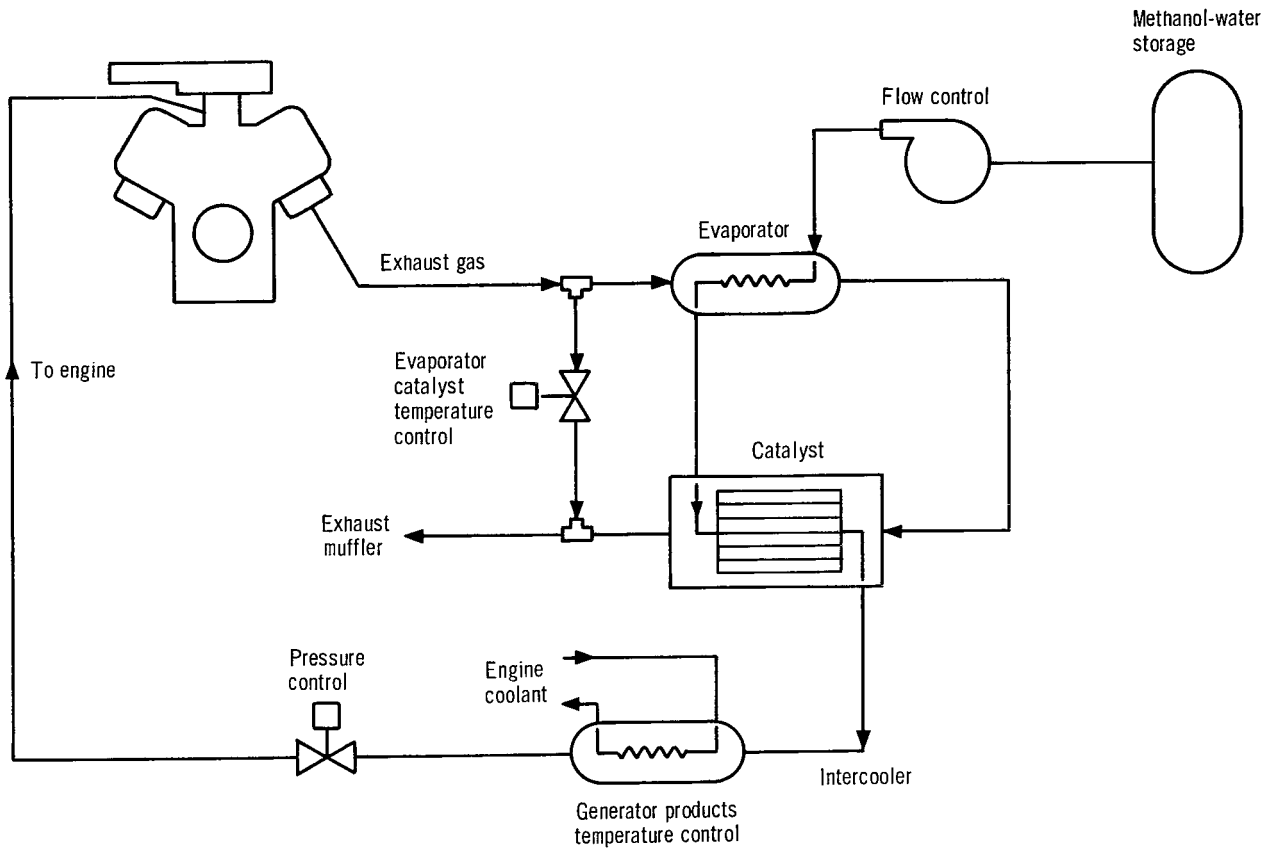 Methanol-water
storage
Flow control
Evaporator
Exhaust gas
To engine
Evaporator
catalyst
temperature
control
Catalyst
Exhaust
muffler
Pressure
control
Engine
coolant
Intercooler
Generator products
temperature control